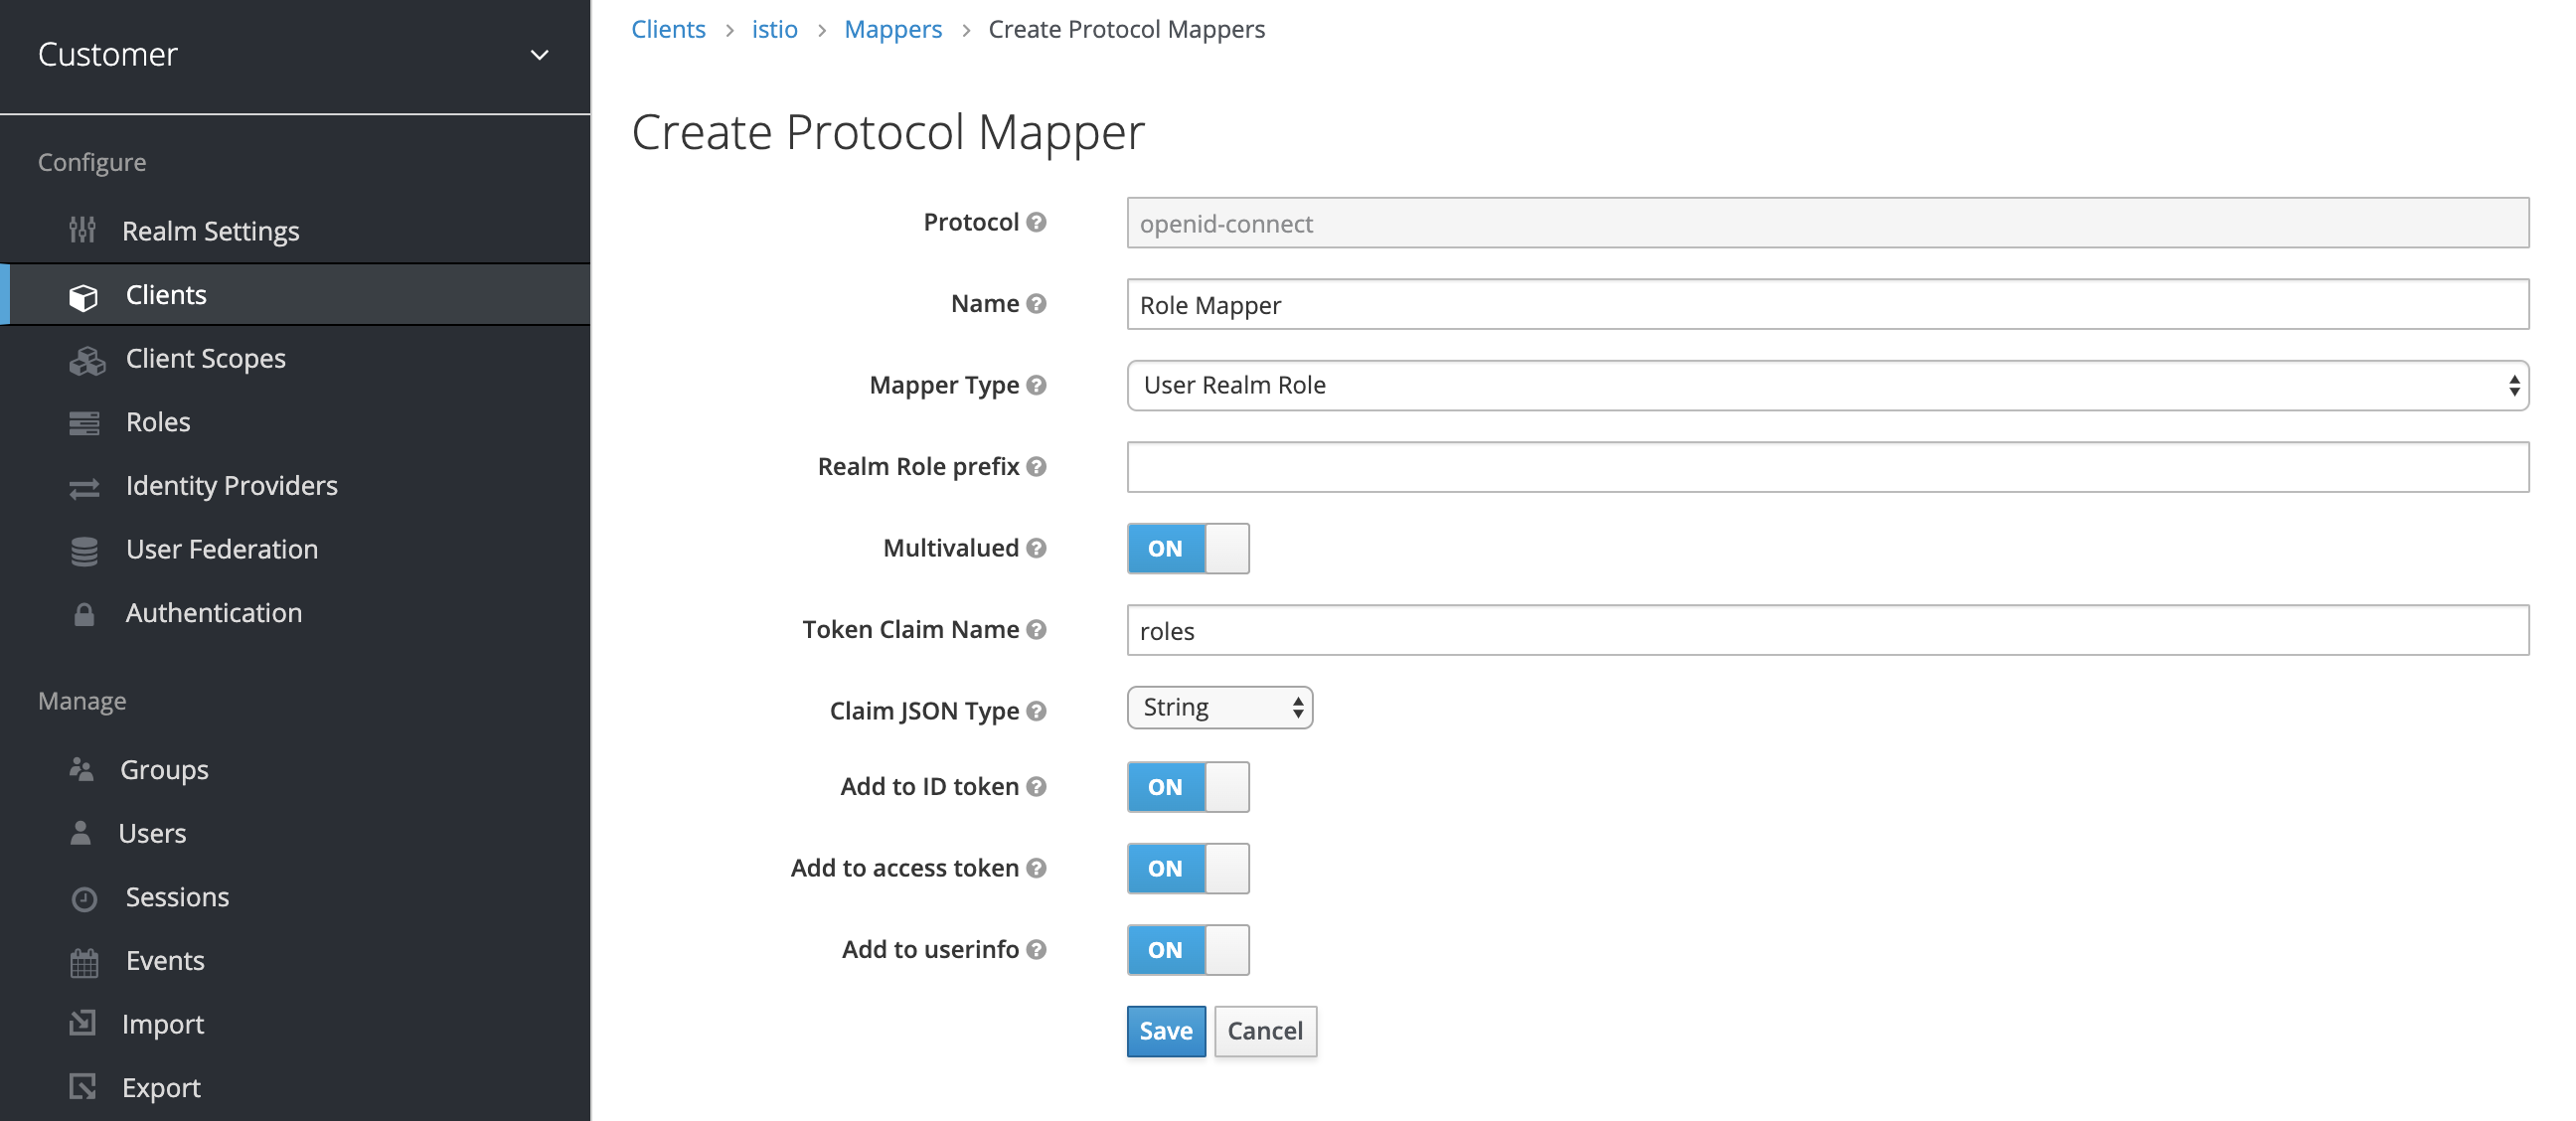 Customer
Configure
Realm Settings
Clients
Client Scopes
Roles
Identity Providers
User Federation
Authentication
Manage
Groups
Users
Sessions
Events
Import
Export
Clients > istio > Mappers > Create Protocol Mappers
Create Protocol Mapper
Protocol openid-connect
Name Role Mapper
Mapper Type User Realm Role
Realm Role prefix
Multivalued ON
Token Claim Name roles
Claim JSON Type String
Add to ID token ON
Add to access token ON
Add to userinfo ON
Save Cancel